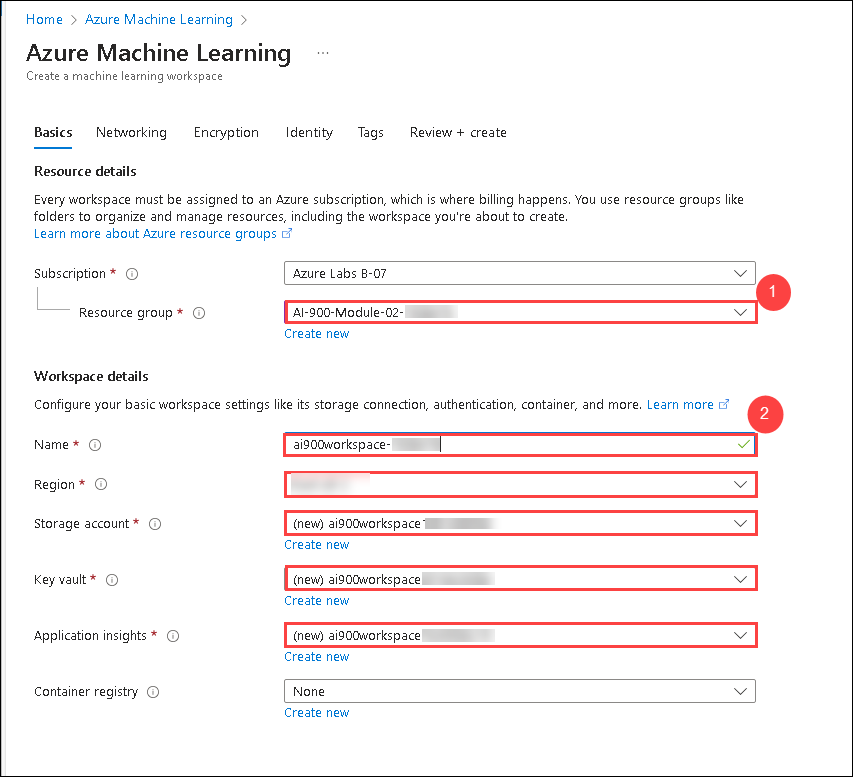 Home > Azure Machine Learning >
Azure Machine Learning ...
Create a machine learning workspace
Basics Networking Encryption Identity Tags Review + create
Resource details
Every workspace must be assigned to an Azure subscription, which is where billing happens. You use resource groups like
folders to organize and manage resources, including the workspace you're about to create.
Learn more about Azure resource groups
Subscription * Azure Labs B-07
1
Resource group * AI-900-Module-02-
Create new
Workspace details
Configure your basic workspace settings like its storage connection, authentication, container, and more. Learn more
2
Name * ai900workspace-
Region *
Storage account * (new) ai900workspace
Create new
Key vault * (new) ai900workspace
Create new
Application insights * (new) ai900workspace
Create new
Container registry None
Create new